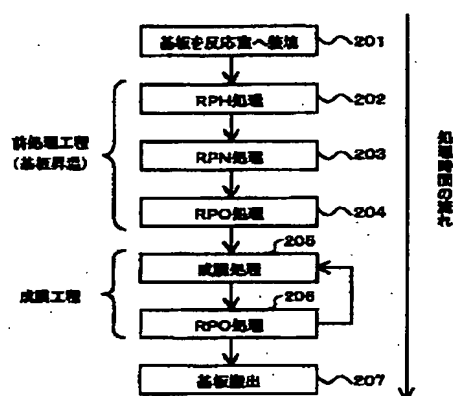 基板を反応室へ装填 201
RPH処理 202
前処理工程
(基板昇温)
RPN処理 203
RPO処理 204
205
成膜処理
成膜工程
206
RPO処理
基板搬出 207
処理時間の流れ